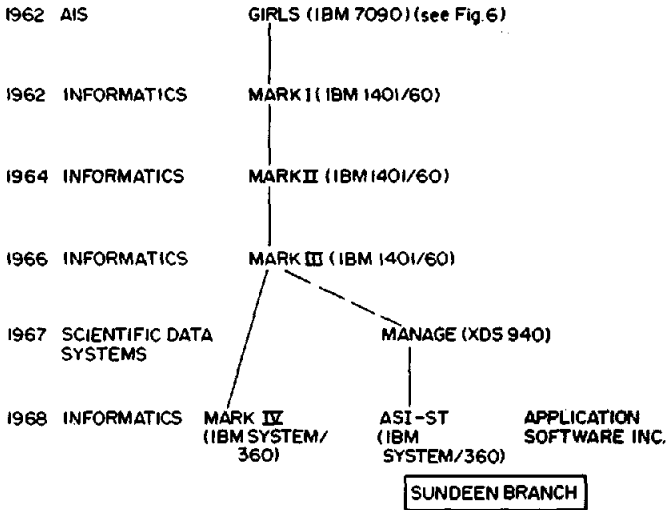 1962 AIS GIRLS (IBM 7090) (see Fig.6)
1962 INFORMATICS MARK I (IBM 1401/60)
1964 INFORMATICS MARK II (IBM 1401/60)
1966 INFORMATICS MARK III (IBM 1401/60)
1967 SCIENTIFIC DATA MANAGE (XDS 940)
SYSTEMS
1968 INFORMATICS MARK IV ASI-ST APPLICATION
(IBM SYSTEM/ (IBM SOFTWARE INC.
360) SYSTEM/360)
SUNDEEN BRANCH